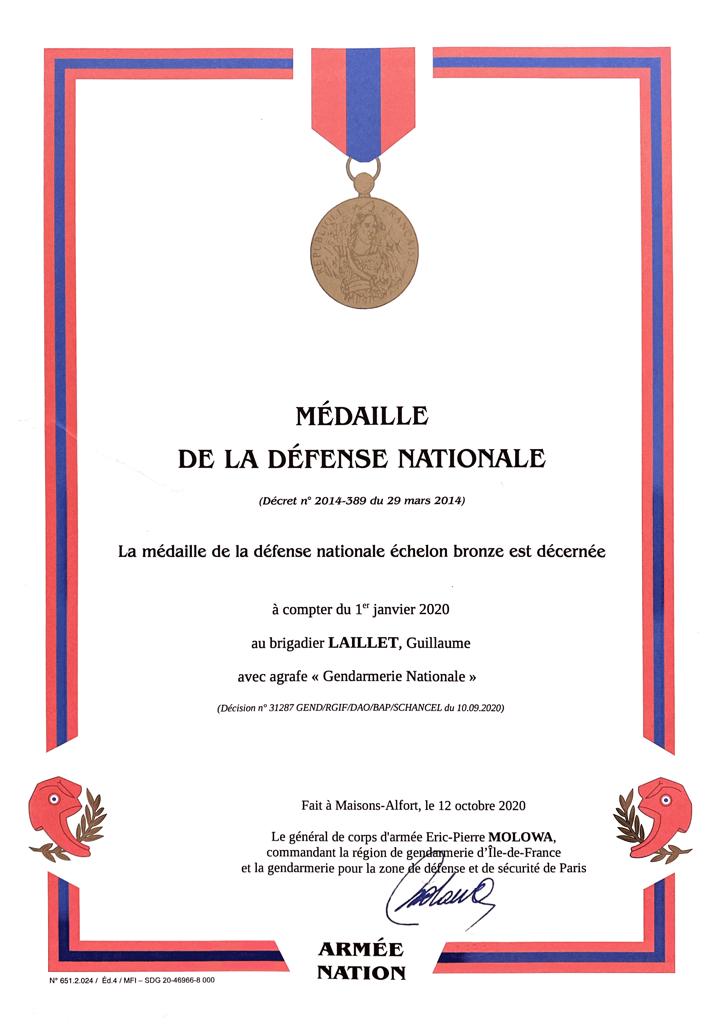 RÉPUBLIQUE FRANÇAISE
MÉDAILLE
DE LA DÉFENSE NATIONALE
(Décret n° 2014-389 du 29 mars 2014)
La médaille de la défense nationale échelon bronze est décernée
à compter du 1er janvier 2020
au brigadier LAILLET, Guillaume
avec agrafe « Gendarmerie Nationale »
(Décision n° 31287 GEND/RGIF/DAO/BAP/SCHANCEL du 10.09.2020)
Fait à Maisons-Alfort, le 12 octobre 2020
Le général de corps d'armée Eric-Pierre MOLOWA,
commandant la région de gendarmerie d'Île-de-France
et la gendarmerie pour la zone de défense et de sécurité de Paris
ARMÉE
NATION
N° 651.2.024 / Éd.4 / MFI – SDG 20-46966-8 000